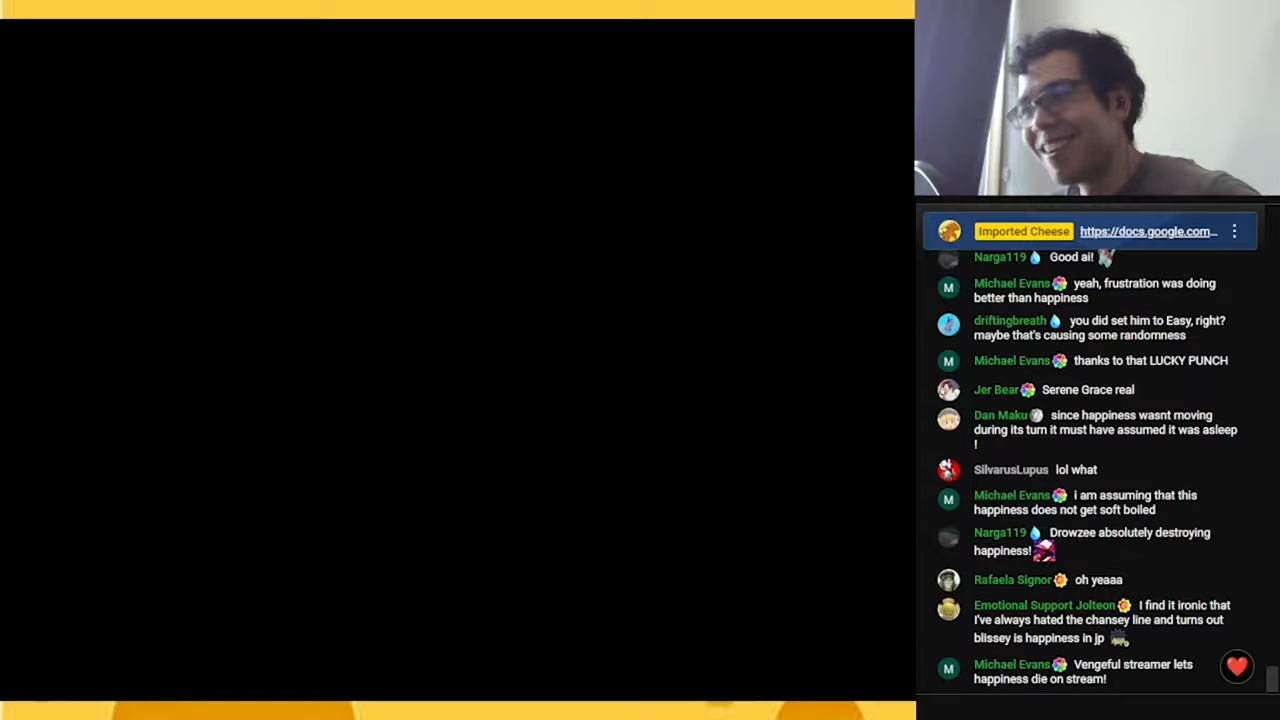 Imported Cheese https://docs.google.com...
Narga119 Good ai!
Michael Evans yeah, frustration was doing
better than happiness
driftingbreath you did set him to Easy, right?
maybe that's causing some randomness
M
Michael Evans thanks to that LUCKY PUNCH
Jer Bear Serene Grace real
Dan Maku since happiness wasnt moving
during its turn it must have assumed it was asleep
!
SilvarusLupus lol what
M
Michael Evans i am assuming that this
happiness does not get soft boiled
Narga119 Drowzee absolutely destroying
happiness!
Rafaela Signor oh yeaaa
Emotional Support Jolteon I find it ironic that
I've always hated the chansey line and turns out
blissey is happiness in jp
M
Michael Evans Vengeful streamer lets
happiness die on stream!
M